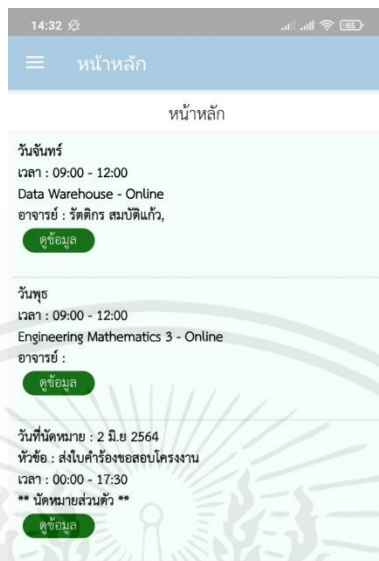 14:32
65
หน้าหลัก
หน้าหลัก
วันจันทร์
เวลา : 09:00 - 12:00
Data Warehouse - Online
อาจารย์ : รัตติกร สมบัติแก้ว,
ดูข้อมูล
วันพุธ
เวลา : 09:00 - 12:00
Engineering Mathematics 3 - Online
อาจารย์ :
ดูข้อมูล
วันที่นัดหมาย : 2 มิ.ย 2564
หัวข้อ : ส่งใบคำร้องขอสอบโครงงาน
เวลา : 00:00 - 17:30
** นัดหมายส่วนตัว **
ดูข้อมูล